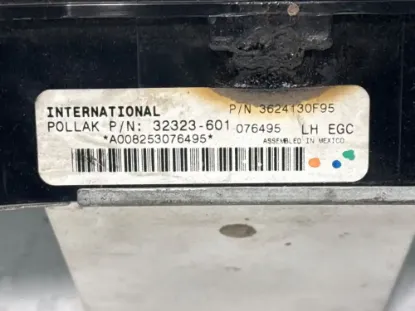 INTERNATIONAL P/N 3624130F95
POLLAK P/N: 32323-601 076495 LH EGC
*A008253076495* ASSEMBLED IN MEXICO